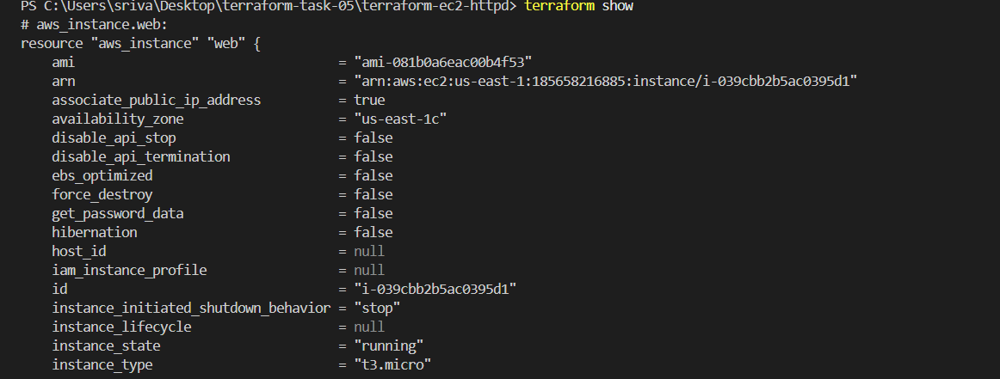 PS C:\Users\sriva\Desktop\terraform-task-05\terraform-ec2-httpd> terraform show
# aws_instance.web:
resource "aws_instance" "web" {
    ami                                  = "ami-081b0a6eac00b4f53"
    arn                                  = "arn:aws:ec2:us-east-1:185658216885:instance/i-039cbb2b5ac0395d1"
    associate_public_ip_address          = true
    availability_zone                    = "us-east-1c"
    disable_api_stop                     = false
    disable_api_termination              = false
    ebs_optimized                        = false
    force_destroy                        = false
    get_password_data                    = false
    hibernation                          = false
    host_id                              = null
    iam_instance_profile                 = null
    id                                   = "i-039cbb2b5ac0395d1"
    instance_initiated_shutdown_behavior = "stop"
    instance_lifecycle                   = null
    instance_state                       = "running"
    instance_type                        = "t3.micro"